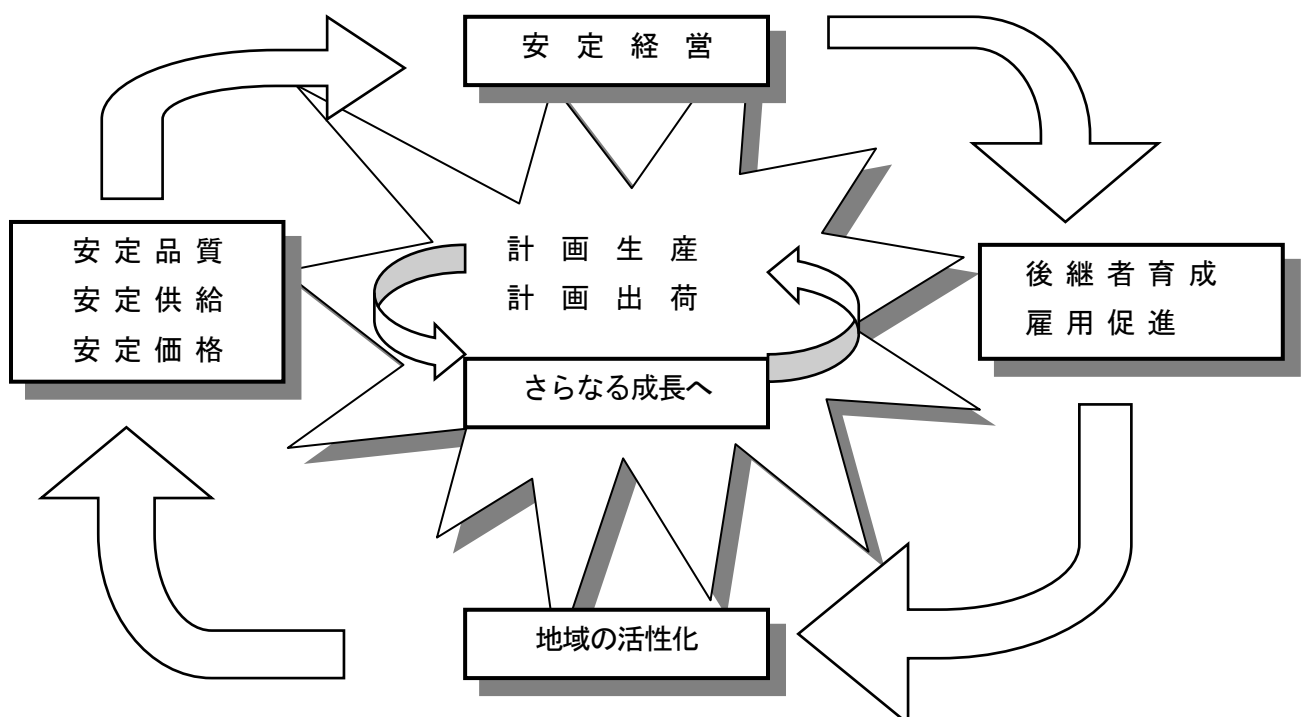 安定経営
安定品質
安定供給
安定価格
計画生産
計画出荷
後継者育成
雇用促進
さらなる成長へ
地域の活性化